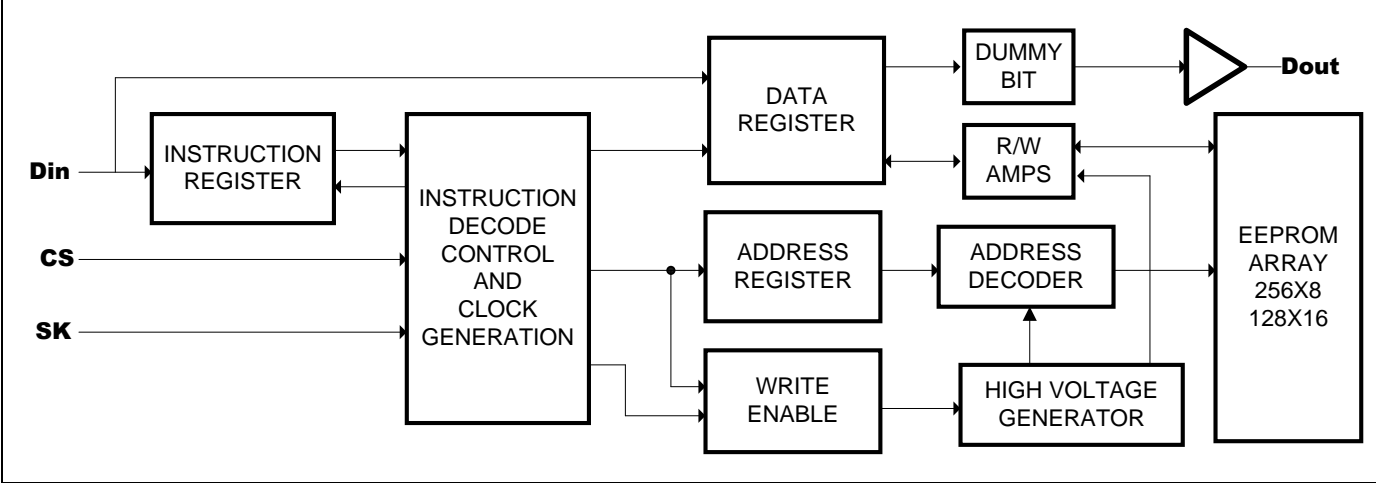 DUMMY
BIT
Dout
DATA
REGISTER
INSTRUCTION
REGISTER
Din
R/W
AMPS
INSTRUCTION
DECODE
CONTROL
AND
CLOCK
GENERATION
CS
SK
ADDRESS
REGISTER
ADDRESS
DECODER
EEPROM
ARRAY
256X8
128X16
WRITE
ENABLE
HIGH VOLTAGE
GENERATOR